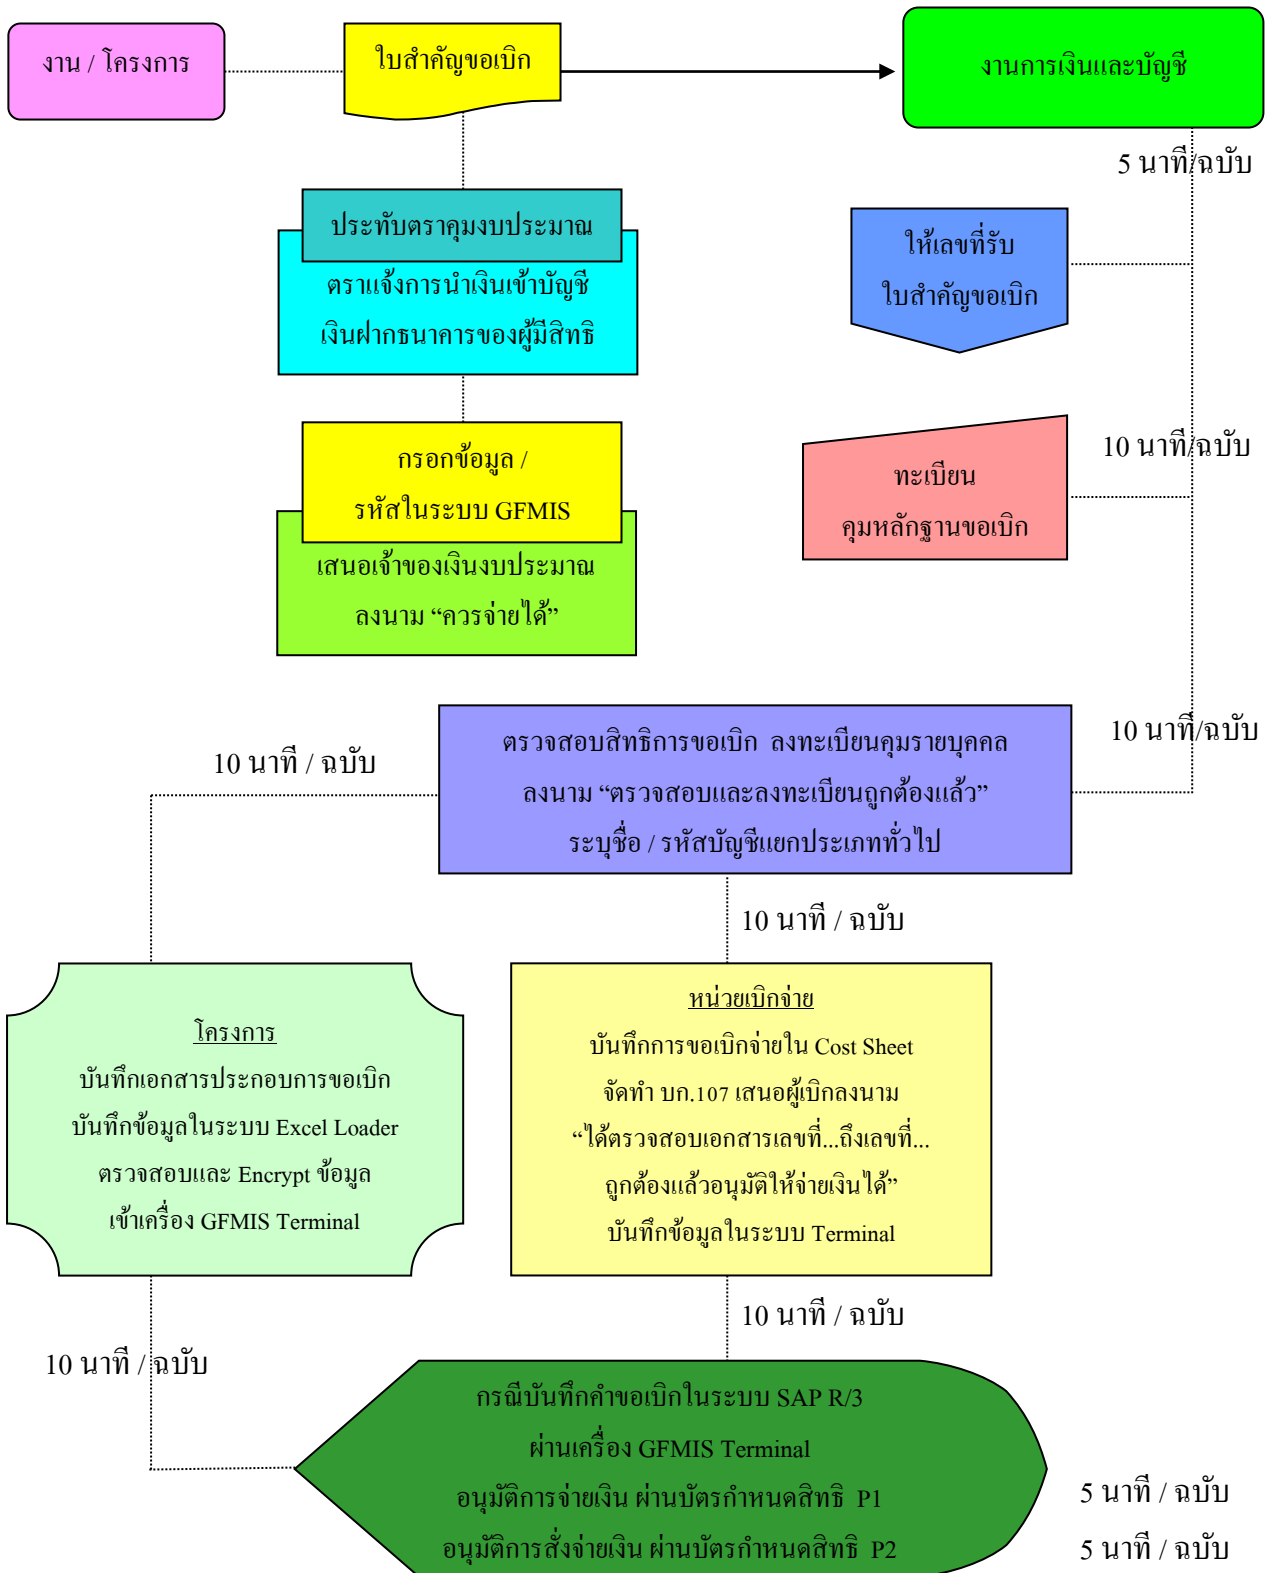 งาน / โครงการ
ใบสำคัญขอเบิก
งานการเงินและบัญชี
5 นาที/ฉบับ
ประทับตราคุมงบประมาณ
ตราแจ้งการนำเงินเข้าบัญชี
เงินฝากธนาคารของผู้มีสิทธิ
ให้เลขที่รับ
ใบสำคัญขอเบิก
กรอกข้อมูล /
รหัสในระบบ GFMIS
เสนอเจ้าของเงินงบประมาณ
ลงนาม “ควรจ่ายได้”
10 นาที/ฉบับ
ทะเบียน
คุมหลักฐานขอเบิก
10 นาที/ฉบับ
ตรวจสอบสิทธิการขอเบิก ลงทะเบียนคุมรายบุคคล
ลงนาม “ตรวจสอบและลงทะเบียนถูกต้องแล้ว”
ระบุชื่อ / รหัสบัญชีแยกประเภททั่วไป
10 นาที / ฉบับ
10 นาที / ฉบับ
โครงการ
บันทึกเอกสารประกอบการขอเบิก
บันทึกข้อมูลในระบบ Excel Loader
ตรวจสอบและ Encrypt ข้อมูล
เข้าเครื่อง GFMIS Terminal
หน่วยเบิกจ่าย
บันทึกการขอเบิกจ่ายใน Cost Sheet
จัดทำ บก.107 เสนอผู้เบิกลงนาม
“ได้ตรวจสอบเอกสารเลขที่...ถึงเลขที่...
ถูกต้องแล้วอนุมัติให้จ่ายเงินได้”
บันทึกข้อมูลในระบบ Terminal
10 นาที / ฉบับ
10 นาที / ฉบับ
กรณีบันทึกคำขอเบิกในระบบ SAP R/3
ผ่านเครื่อง GFMIS Terminal
อนุมัติการจ่ายเงิน ผ่านบัตรกำหนดสิทธิ P1
5 นาที / ฉบับ
อนุมัติการสั่งจ่ายเงิน ผ่านบัตรกำหนดสิทธิ P2
5 นาที / ฉบับ